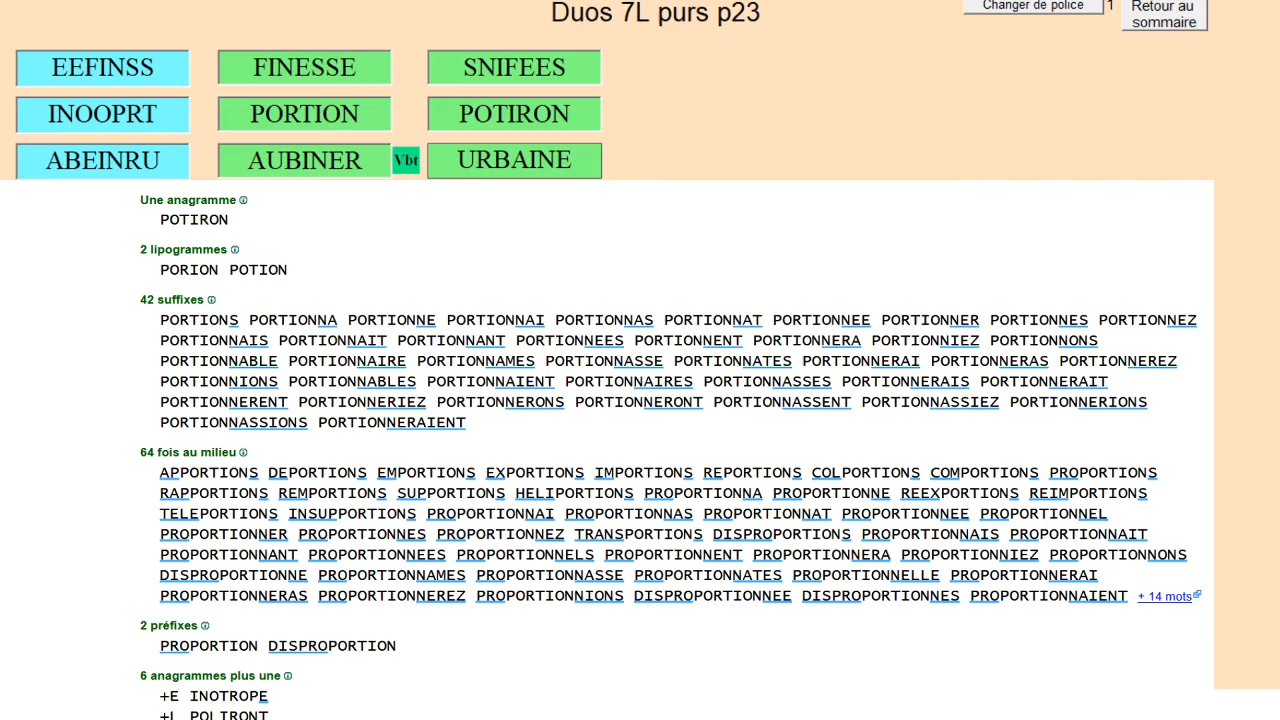 Duos 7L purs p23
Changer de police 1
Retour au
sommaire
EEFINSS FINESSE SNIFEES
INOOPRT PORTION POTIRON
ABEINRU AUBINER Vbt URBAINE
Une anagramme
POTIRON
2 lipogrammes
PORION POTION
42 suffixes
PORTIONS PORTIONNA PORTIONNE PORTIONNAI PORTIONNAS PORTIONNAT PORTIONNEE PORTIONNER PORTIONNES PORTIONNEZ
PORTIONNAIS PORTIONNAIT PORTIONNANT PORTIONNEES PORTIONNENT PORTIONNERA PORTIONNIEZ PORTIONNONS
PORTIONNABLE PORTIONNAIRE PORTIONNAMES PORTIONNASSE PORTIONNATES PORTIONNERAI PORTIONNERAS PORTIONNEREZ
PORTIONNIONS PORTIONNABLES PORTIONNAIENT PORTIONNAIRES PORTIONNASSES PORTIONNERAIS PORTIONNERAIT
PORTIONNERENT PORTIONNERIEZ PORTIONNERONS PORTIONNERONT PORTIONNASSENT PORTIONNASSIEZ PORTIONNERIONS
PORTIONNASSIONS PORTIONNERAIENT
64 fois au milieu
APPORTIONS DEPORTIONS EMPORTIONS EXPORTIONS IMPORTIONS REPORTIONS COLPORTIONS COMPORTIONS PROPORTIONS
RAPPORTIONS REMPORTIONS SUPPORTIONS HELIPORTIONS PROPORTIONNA PROPORTIONNE REEXPORTIONS REIMPORTIONS
TELEPORTIONS INSUPPORTIONS PROPORTIONNAI PROPORTIONNAS PROPORTIONNAT PROPORTIONNEE PROPORTIONNEL
PROPORTIONNER PROPORTIONNES PROPORTIONNEZ TRANSPORTIONS DISPROPORTIONS PROPORTIONNAIS PROPORTIONNAIT
PROPORTIONNANT PROPORTIONNEES PROPORTIONNELS PROPORTIONNENT PROPORTIONNERA PROPORTIONNIEZ PROPORTIONNONS
DISPROPORTIONNE PROPORTIONNAMES PROPORTIONNASSE PROPORTIONNATES PROPORTIONNELLE PROPORTIONNERAI
PROPORTIONNERAS PROPORTIONNEREZ PROPORTIONNIONS DISPROPORTIONNEE DISPROPORTIONNES PROPORTIONNAIENT + 14 mots
2 préfixes
PROPORTION DISPROPORTION
6 anagrammes plus une
+E INOTROPE
+L POLIRONT